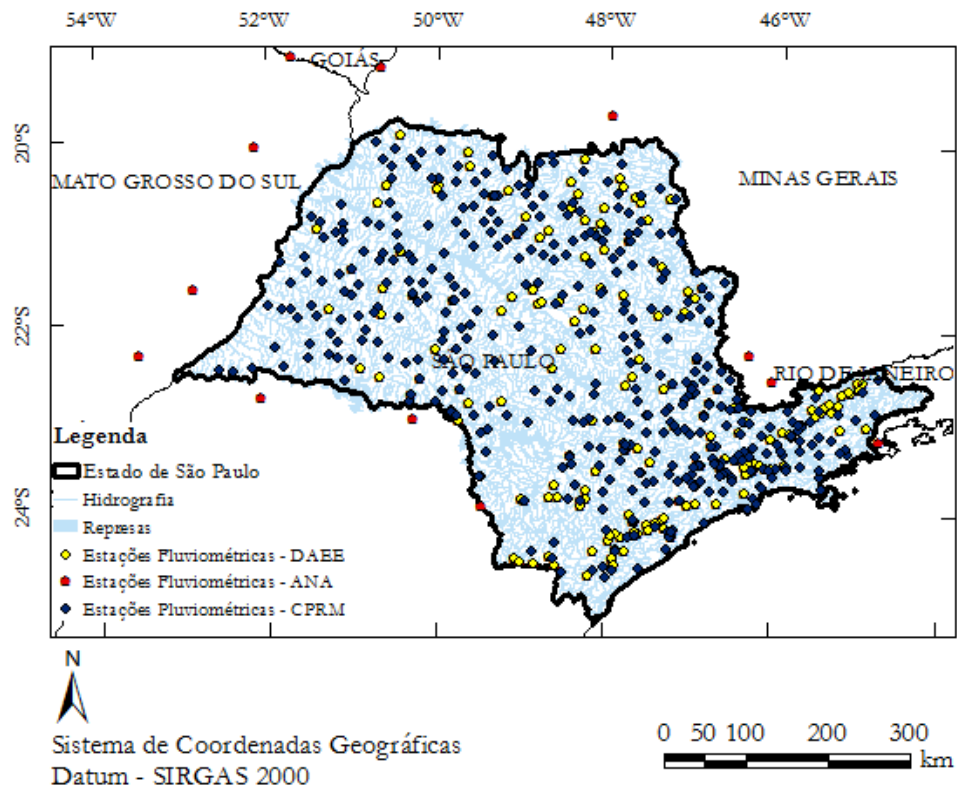 54°W 52°W 50°W 48°W 46°W
GOIÁS
20°S
MATO GROSSO DO SUL
MINAS GERAIS
22°S
SÃO PAULO
RIO DE JANEIRO
24°S
Legenda
Estado de São Paulo
Hidrografia
Represas
Estações Pluviométricas - DAEE
Estações Pluviométricas - ANA
Estações Pluviométricas - CPRM
N
Sistema de Coordenadas Geográficas
Datum - SIRGAS 2000
0 50 100 200 300
km